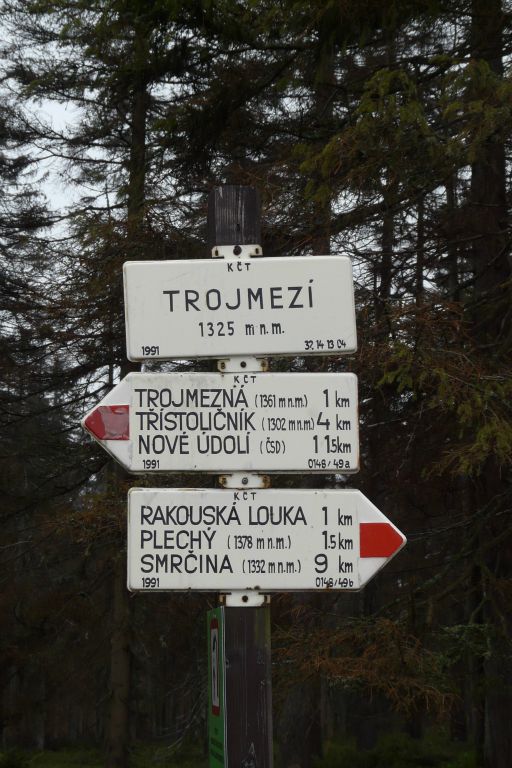 KČT
TROJMEZÍ
1325 m n.m.
1991 32 14 13 04
KČT
TROJMEZNÁ (1361 m n.m.) 1 km
TŘÍSTOLIČNÍK (1302 m n.m.) 4 km
NOVÉ ÚDOLÍ (ČSD) 11.5 km
1991 0148/49a
KČT
RAKOUSKÁ LOUKA 1 km
PLECHÝ (1378 m n.m.) 1.5 km
SMRČINA (1332 m n.m.) 9 km
1991 0148/49b